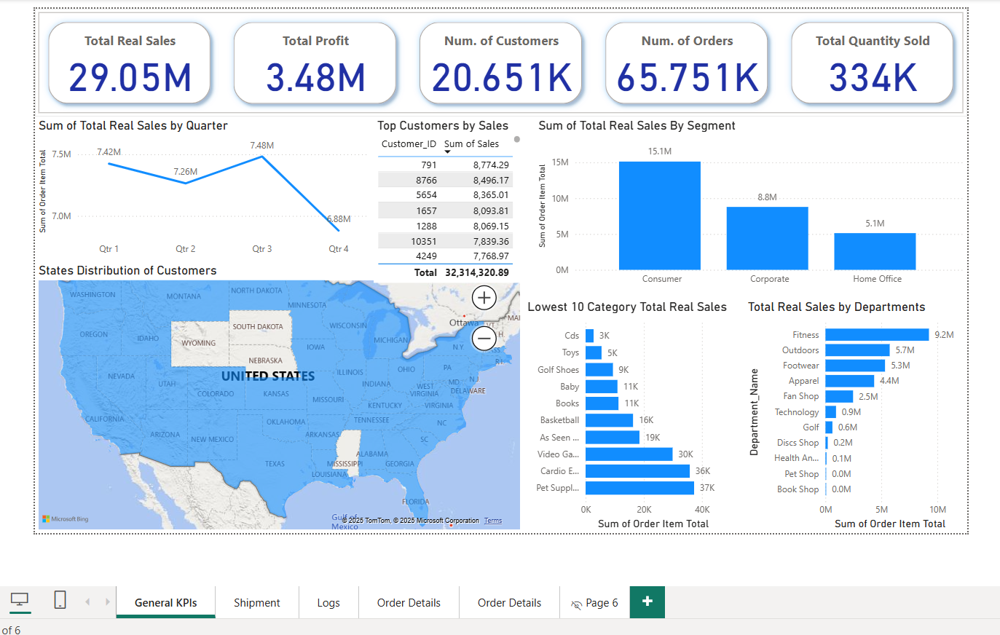 Total Real Sales
29.05M
Total Profit
3.48M
Num. of Customers
20.651K
Num. of Orders
65.751K
Total Quantity Sold
334K
Sum of Total Real Sales by Quarter
Sum of Order Item Total
7.5M
7.0M
7.42M
7.26M
7.48M
6.88M
Qtr 1
Qtr 2
Qtr 3
Qtr 4
Top Customers by Sales
Customer_ID Sum of Sales
791 8,774.29
8766 8,496.17
5654 8,365.01
1657 8,093.81
1288 8,069.15
10351 7,839.36
4249 7,768.97
Total 32,314,320.89
Sum of Total Real Sales By Segment
Sum of Order Item Total
15M
10M
5M
0M
15.1M
8.8M
5.1M
Consumer
Corporate
Home Office
States Distribution of Customers
WASHINGTON
MONTANA
NORTH DAKOTA
MINNESOTA
OREGON
IDAHO
WYOMING
SOUTH DAKOTA
WISCONSIN
MICHIGAN
Ottawa
VT.
MAI
N.H.
N.Y.
MASS.
R.I.
NEBRASKA
IOWA
UNITED STATES
NEVADA
UTAH
COLORADO
KANSAS
ILLINOIS
INDIANA
OHIO
PA
N.J.
MD.
DELAWARE
WEST
VIRGINIA
VIRGINIA
MISSOURI
KENTUCKY
CALIFORNIA
ARIZONA
NEW MEXICO
OKLAHOMA
ARKANSAS
TENNESSEE
NC
SC
TEXAS
MISSISSIPPI
ALABAMA
GEORGIA
LOUISIANA
FLORIDA
Gulf of
Mexico
Microsoft Bing
© 2025 TomTom, © 2025 Microsoft Corporation Terms
Lowest 10 Category Total Real Sales
Cds 3K
Toys 5K
Golf Shoes 9K
Baby 11K
Books 11K
Basketball 16K
As Seen ... 19K
Video Ga... 30K
Cardio E... 36K
Pet Suppl... 37K
0K 20K 40K
Sum of Order Item Total
Total Real Sales by Departments
Department_Name
Fitness 9.2M
Outdoors 5.7M
Footwear 5.3M
Apparel 4.4M
Fan Shop 2.5M
Technology 0.9M
Golf 0.6M
Discs Shop 0.2M
Health An... 0.1M
Pet Shop 0.0M
Book Shop 0.0M
0M 5M 10M
Sum of Order Item Total
General KPIs
Shipment
Logs
Order Details
Order Details
Page 6
of 6